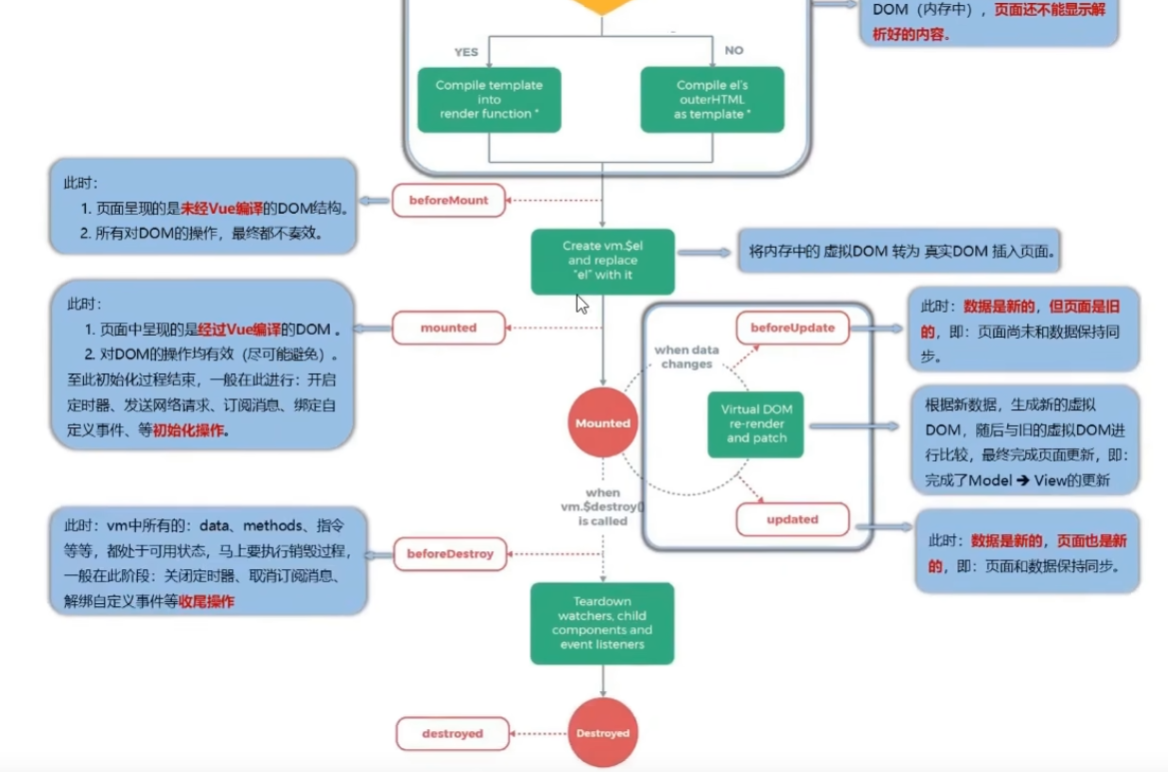 DOM（内存中），页面还不能显示解
析好的内容。
YES
NO
Compile template
into
render function *
Compile el's
outerHTML
as template *
此时：
1. 页面呈现的是未经Vue编译的DOM结构。
2. 所有对DOM的操作，最终都不奏效。
beforeMount
Create vm.$el
and replace
"el" with it
将内存中的 虚拟DOM 转为 真实DOM 插入页面。
此时：
1. 页面中呈现的是经过Vue编译的DOM 。
2. 对DOM的操作均有效（尽可能避免）。
至此初始化过程结束，一般在此进行：开启
定时器、发送网络请求、订阅消息、绑定自
定义事件、等初始化操作。
mounted
beforeUpdate
此时：数据是新的，但页面是旧
的，即：页面尚未和数据保持同
步。
when data
changes
Mounted
Virtual DOM
re-render
and patch
根据新数据，生成新的虚拟
DOM，随后与旧的虚拟DOM进
行比较，最终完成页面更新，即：
完成了Model ➔ View的更新
when
vm.$destroy()
is called
updated
此时：数据是新的，页面也是新
的，即：页面和数据保持同步。
此时：vm中所有的：data、methods、指令
等等，都处于可用状态，马上要执行销毁过程，
一般在此阶段：关闭定时器、取消订阅消息、
解绑自定义事件等收尾操作
beforeDestroy
Teardown
watchers, child
components and
event listeners
destroyed
Destroyed